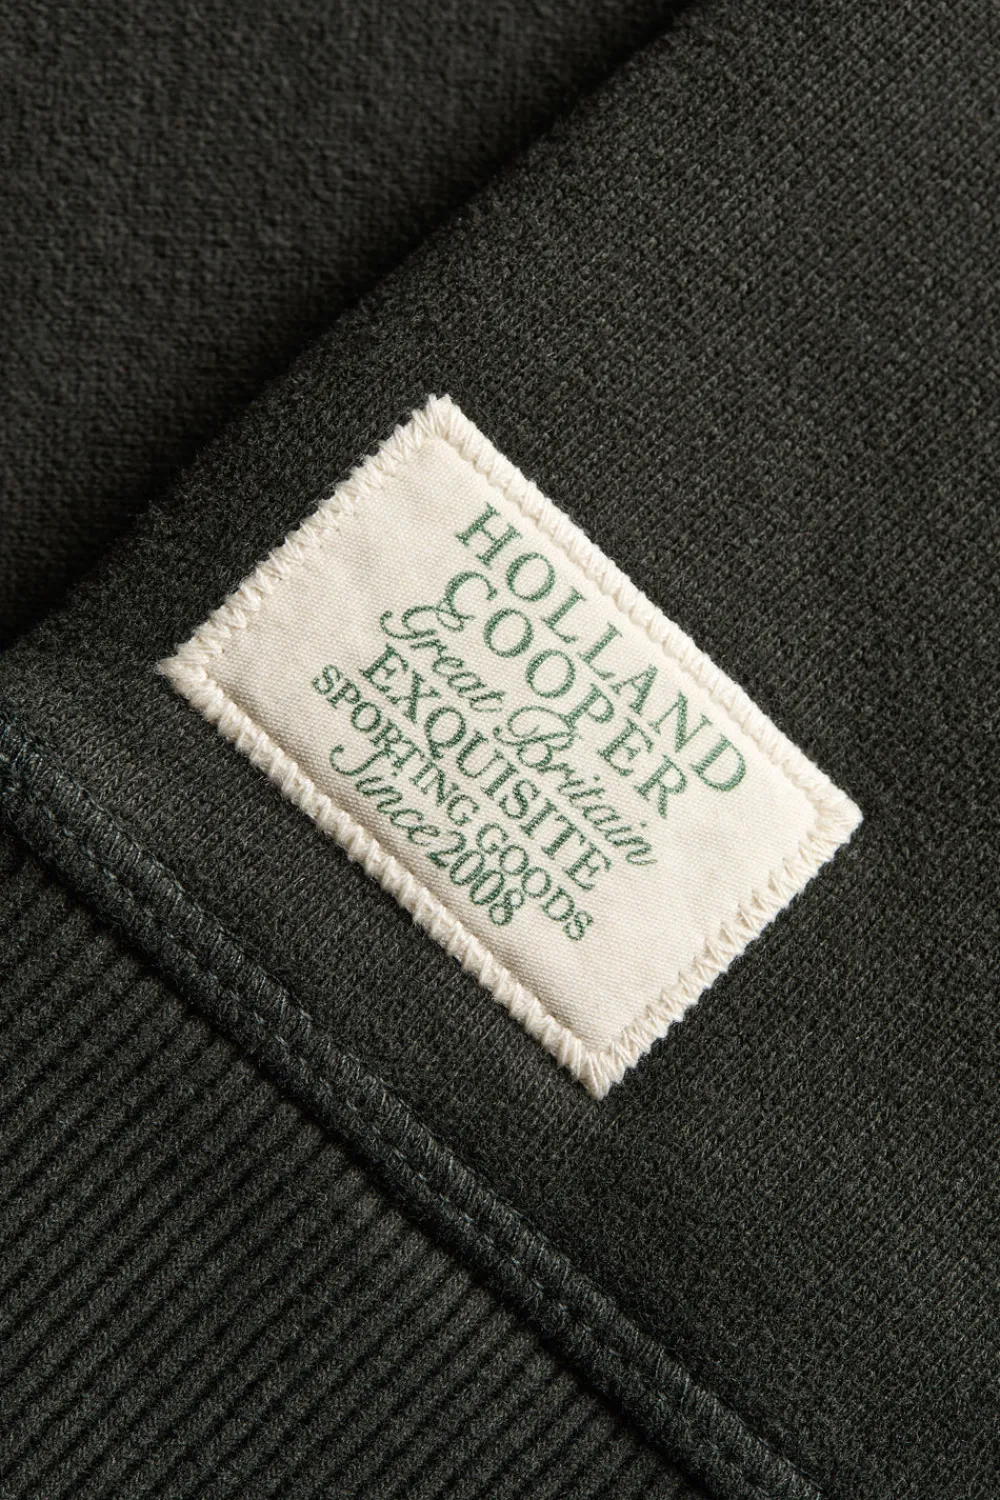 HOLLAND
COOPER
Great Britain
EXQUISITE
SPORTING GOODS
Since 2008